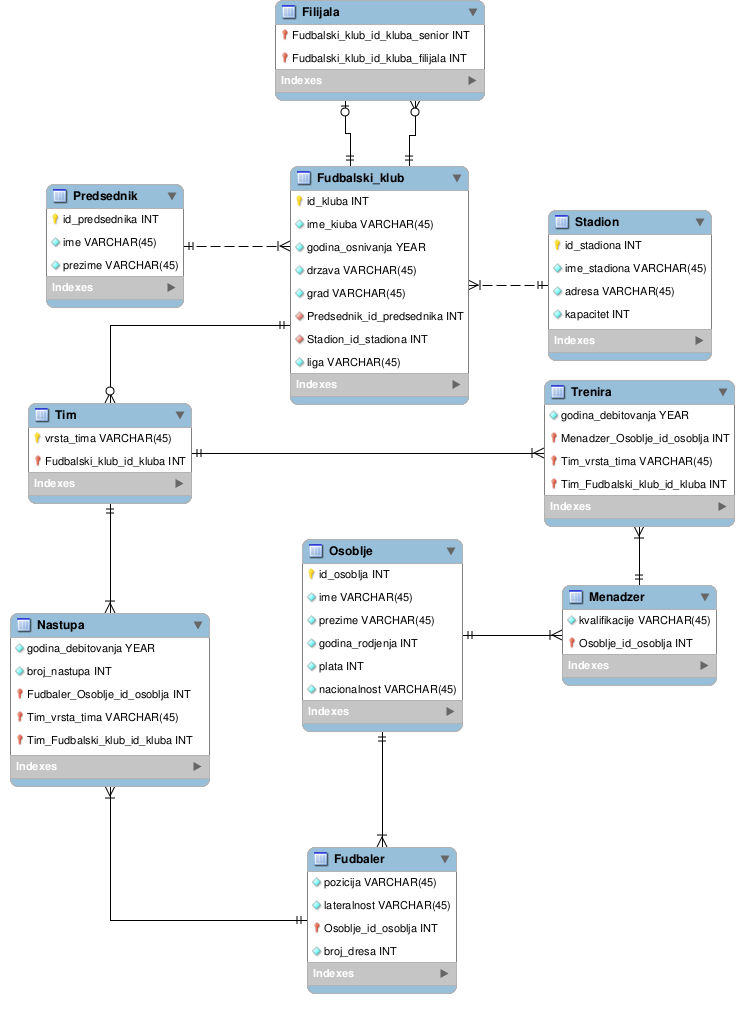 Filijala
Fudbalski_klub_id_kluba_senior INT
Fudbalski_klub_id_kluba_filijala INT
Indexes
Predsednik
id_predsednika INT
ime VARCHAR(45)
prezime VARCHAR(45)
Indexes
Fudbalski_klub
id_kluba INT
ime_kluba VARCHAR(45)
godina_osnivanja YEAR
drzava VARCHAR(45)
grad VARCHAR(45)
Predsednik_id_predsednika INT
Stadion_id_stadiona INT
liga VARCHAR(45)
Indexes
Stadion
id_stadiona INT
ime_stadiona VARCHAR(45)
adresa VARCHAR(45)
kapacitet INT
Indexes
Tim
vrsta_tima VARCHAR(45)
Fudbalski_klub_id_kluba INT
Indexes
Trenira
godina_debitovanja YEAR
Menadzer_Osoblje_id_osoblja INT
Tim_vrsta_tima VARCHAR(45)
Tim_Fudbalski_klub_id_kluba INT
Indexes
Osoblje
id_osoblja INT
ime VARCHAR(45)
prezime VARCHAR(45)
godina_rodjenja INT
plata INT
nacionalnost VARCHAR(45)
Indexes
Menadzer
kvalifikacije VARCHAR(45)
Osoblje_id_osoblja INT
Indexes
Nastupa
godina_debitovanja YEAR
broj_nastupa INT
Fudbaler_Osoblje_id_osoblja INT
Tim_vrsta_tima VARCHAR(45)
Tim_Fudbalski_klub_id_kluba INT
Indexes
Fudbaler
pozicija VARCHAR(45)
lateralnost VARCHAR(45)
Osoblje_id_osoblja INT
broj_dresa INT
Indexes